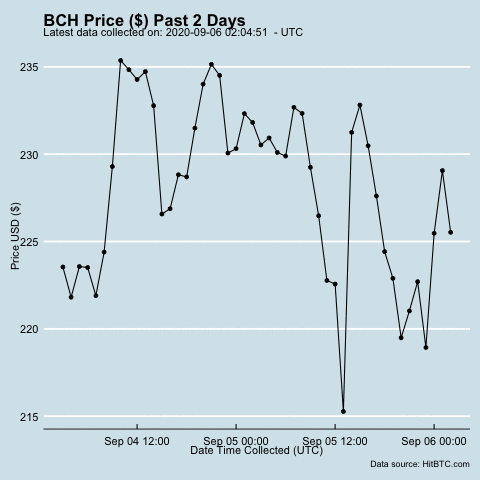 BCH Price ($) Past 2 Days
Latest data collected on: 2020-09-06 02:04:51  - UTC
Price USD ($)
235
230
225
220
215
Sep 04 12:00 Sep 05 00:00 Sep 05 12:00 Sep 06 00:00
Date Time Collected (UTC)
Data source: HitBTC.com